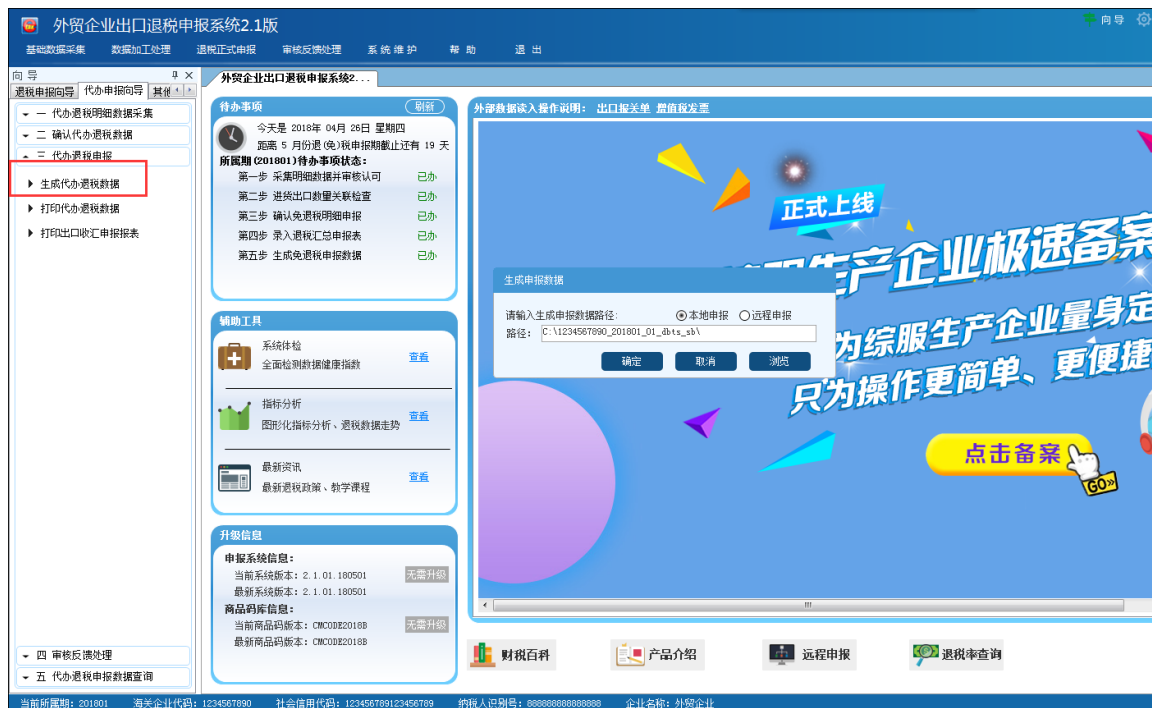 外贸企业出口退税申报系统2.1版
向导
基础数据采集 数据加工处理 退税正式申报 审核反馈处理 系统维护 帮助 退出
向导
退税申报向导 代办申报向导 其他
一 代办退税明细数据采集
二 确认代办退税数据
三 代办退税申报
生成代办退税数据
打印代办退税数据
打印出口收汇申报报表
四 审核反馈处理
五 代办退税申报数据查询
外贸企业出口退税申报系统2...
待办事项 刷新
今天是 2018年 04月 26日 星期四
距离 5 月份退(免)税申报期截止还有 19 天
所属期(201801)待办事项状态:
第一步 采集明细数据并审核认可 已办
第二步 进货出口数量关联检查 已办
第三步 确认免退税明细申报 已办
第四步 录入退税汇总申报表 已办
第五步 生成免退税申报数据 已办
辅助工具
系统体检
全面检测数据健康指数
查看
指标分析
图形化指标分析、退税数据走势
查看
最新资讯
最新退税政策、教学课程
查看
升级信息
申报系统信息:
当前系统版本: 2.1.01.180501 无需升级
最新系统版本: 2.1.01.180501
商品码库信息:
当前商品码版本: CMCODE2018B 无需升级
最新商品码版本: CMCODE2018B
外部数据读入操作说明: 出口报关单 增值税发票
正式上线
生产企业极速备案
为综服生产企业量身定
只为操作更简单、更便捷
点击备案
GO»
生成申报数据
请输入生成申报数据路径: 本地申报 远程申报
路径: C:\1234567890_201801_01_dbts_sb\
确定 取消 浏览
财税百科 产品介绍 远程申报 退税率查询
当前所属期: 201801 海关企业代码: 1234567890 社会信用代码: 123456789123456789 纳税人识别号: 888888888888888 企业名称: 外贸企业